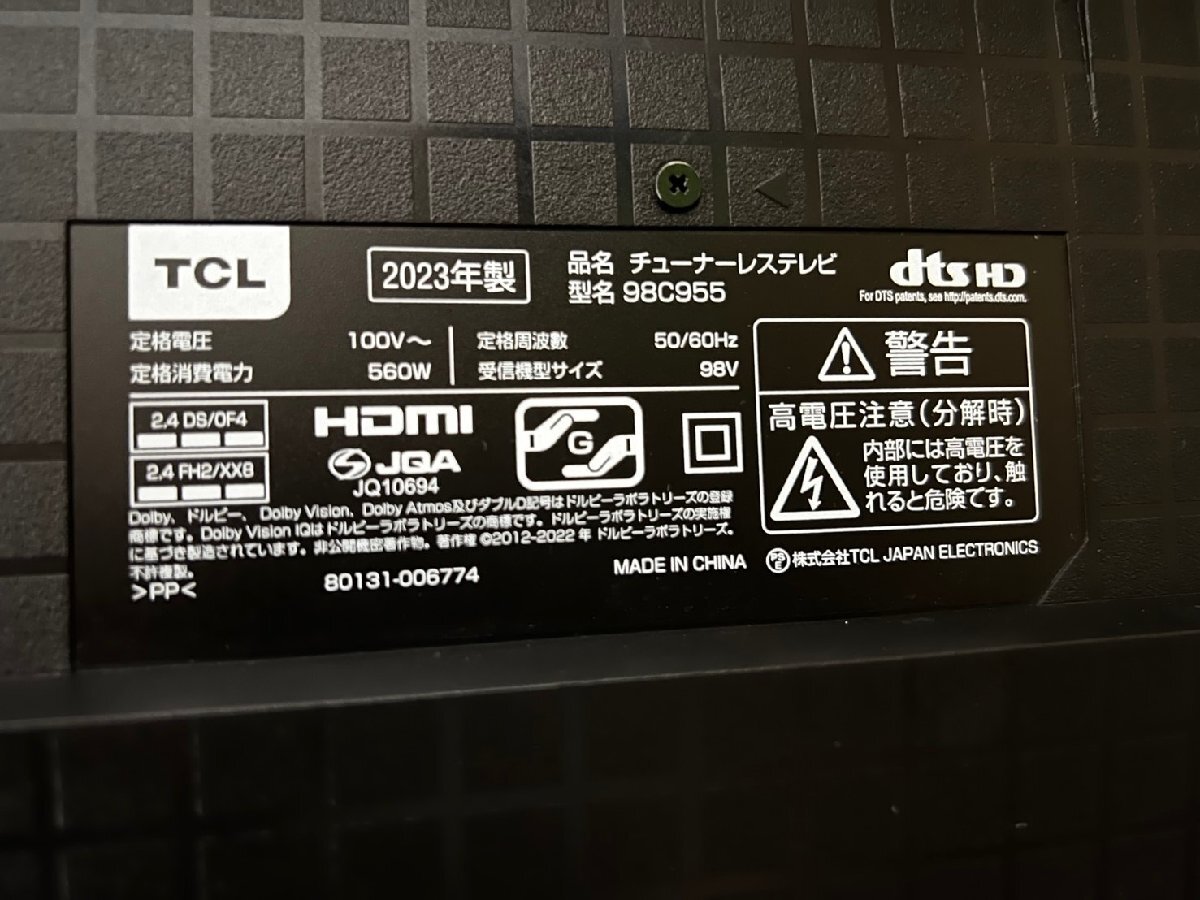 TCL
2023年製
品名 チューナーレステレビ
型名 98C955
dts HD
For DTS patents, see http://patents.dts.com.
定格電圧 100V～
定格周波数 50/60Hz
定格消費電力 560W
受信機型サイズ 98V
2.4 DS/OF4
2.4 FH2/XX8
HDMI
JQA
JQ10694
G
警告
高電圧注意（分解時）
内部には高電圧を
使用しており、触
れると危険です。
Dolby、ドルビー、Dolby Vision、Dolby Atmos及びダブルD記号はドルビーラボラトリーズの登録
商標です。Dolby Vision IQはドルビーラボラトリーズの商標です。ドルビーラボラトリーズの実施権
に基づき製造されています。非公開機密著作物。著作権 ©2012-2022 年 ドルビーラボラトリーズ。
不許複製。
>PP<
80131-006774
MADE IN CHINA
PSE 株式会社TCL JAPAN ELECTRONICS